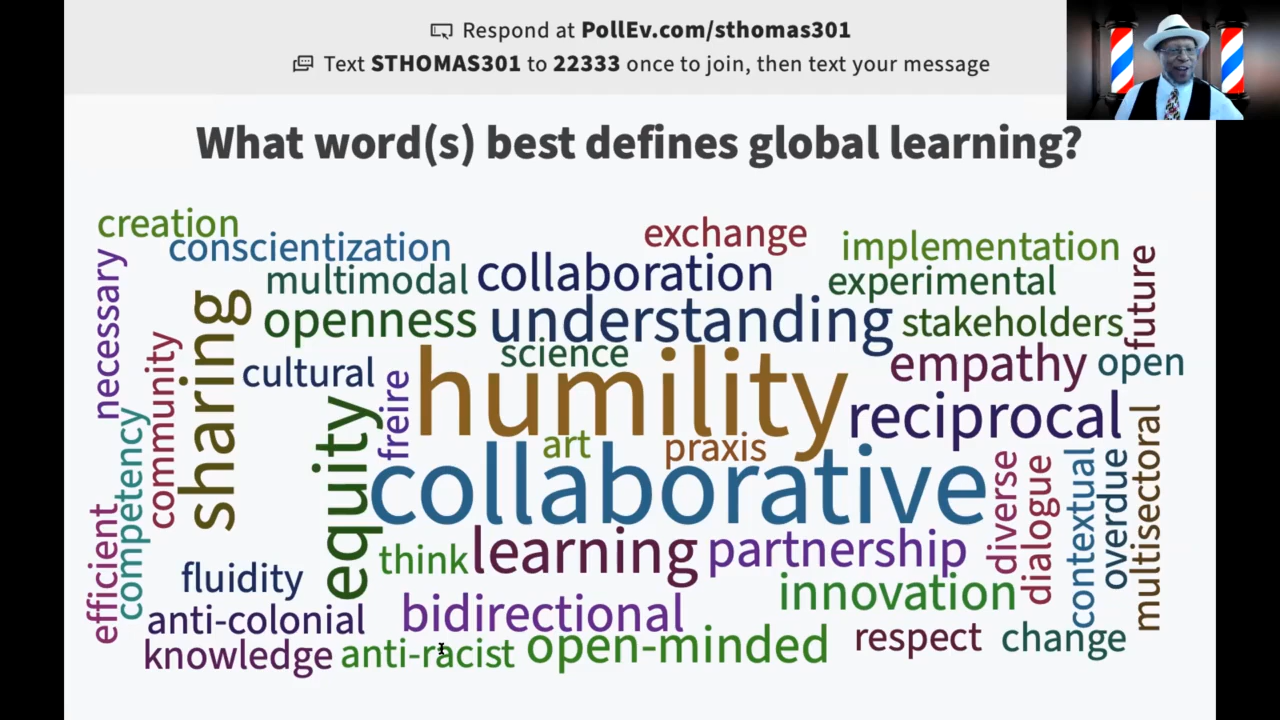 Respond at PollEv.com/sthomas301
Text STHOMAS301 to 22333 once to join, then text your message
What word(s) best defines global learning?
creation
conscientization
exchange
implementation
necessary
multimodal
collaboration
experimental
future
sharing
openness
understanding
stakeholders
community
cultural
science
empathy
open
freire
humility
reciprocal
competency
equity
art
praxis
multisectoral
collaborative
diverse
dialogue
contextual
overdue
efficient
think
learning
partnership
fluidity
innovation
anti-colonial
bidirectional
respect
change
knowledge
anti-racist
open-minded